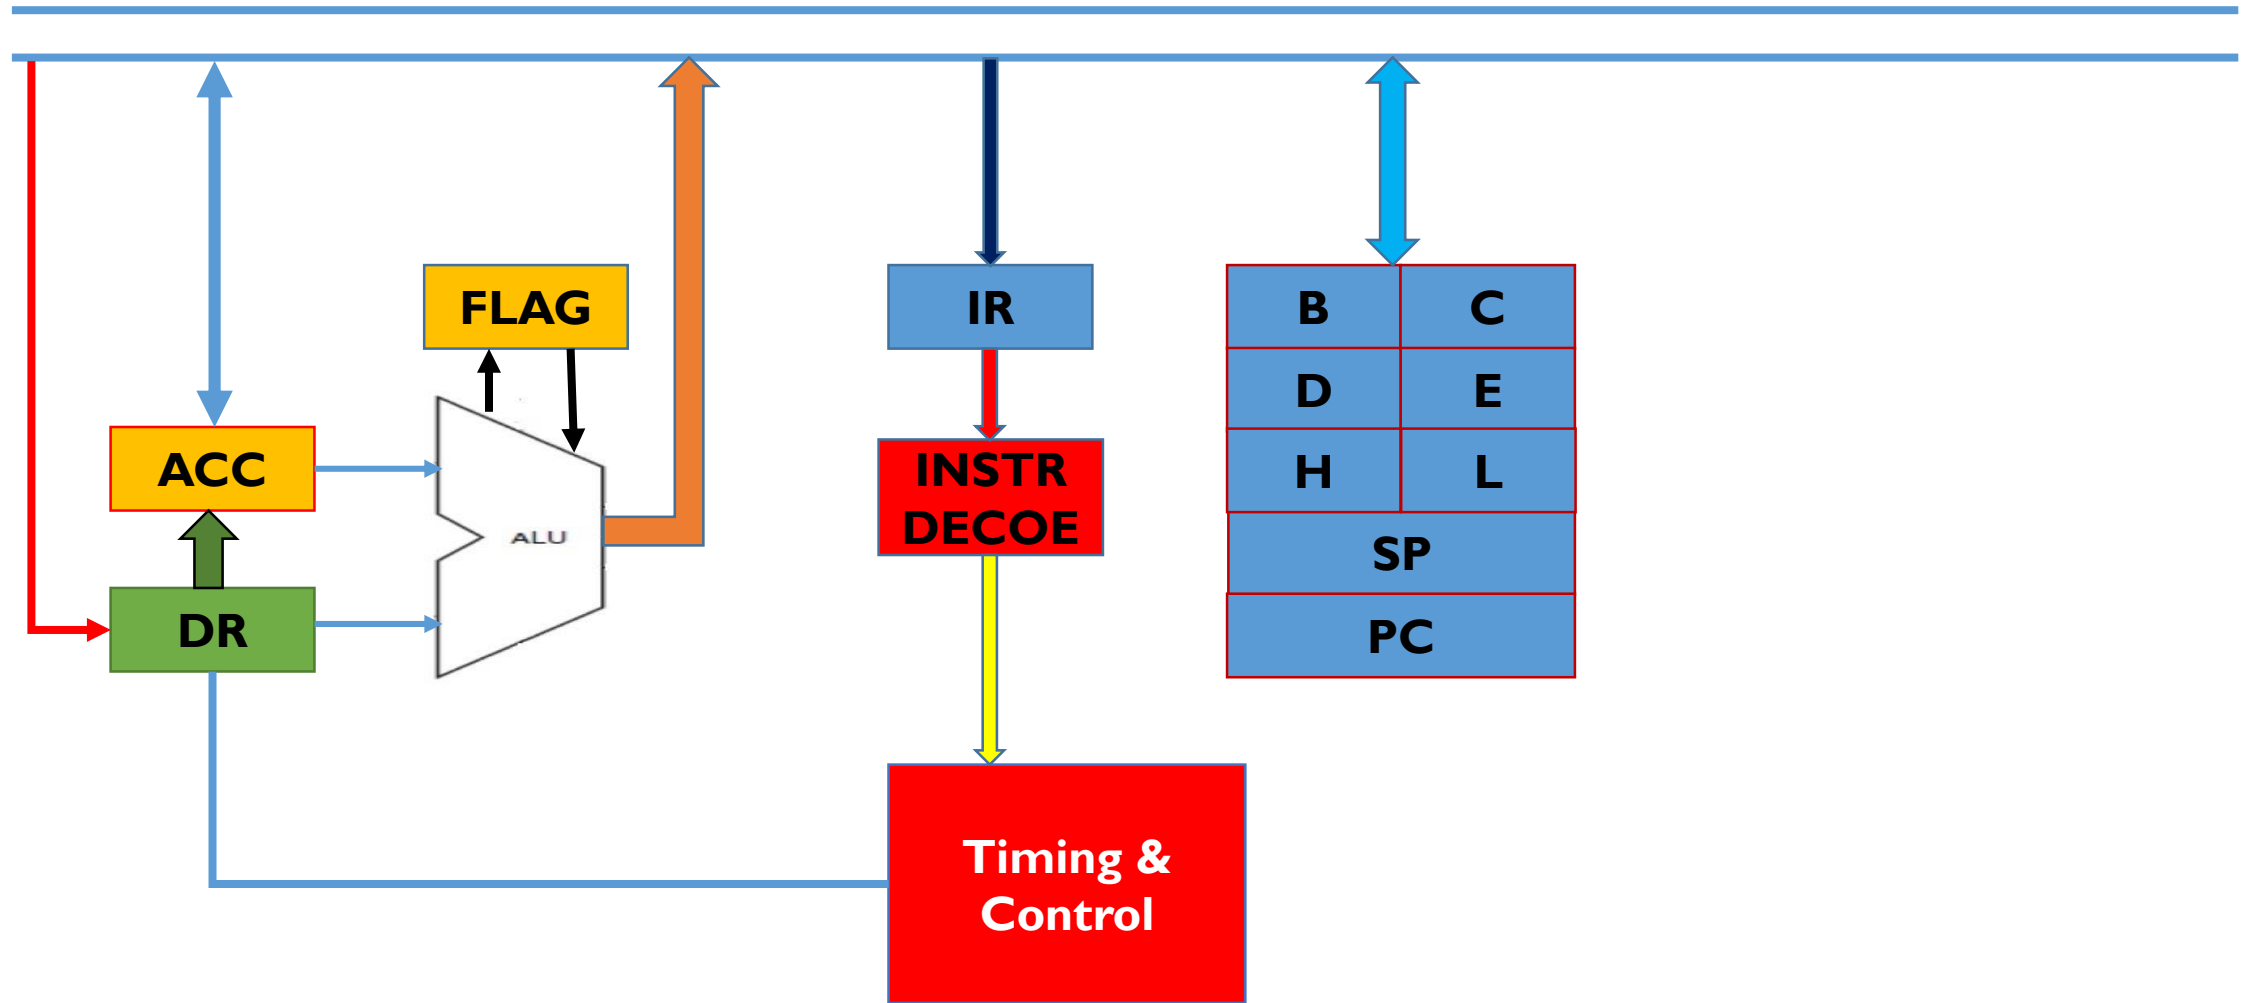 FLAG
IR
B
C
D
E
ACC
INSTR
DECOE
H
L
ALU
SP
DR
PC
Timing &
Control